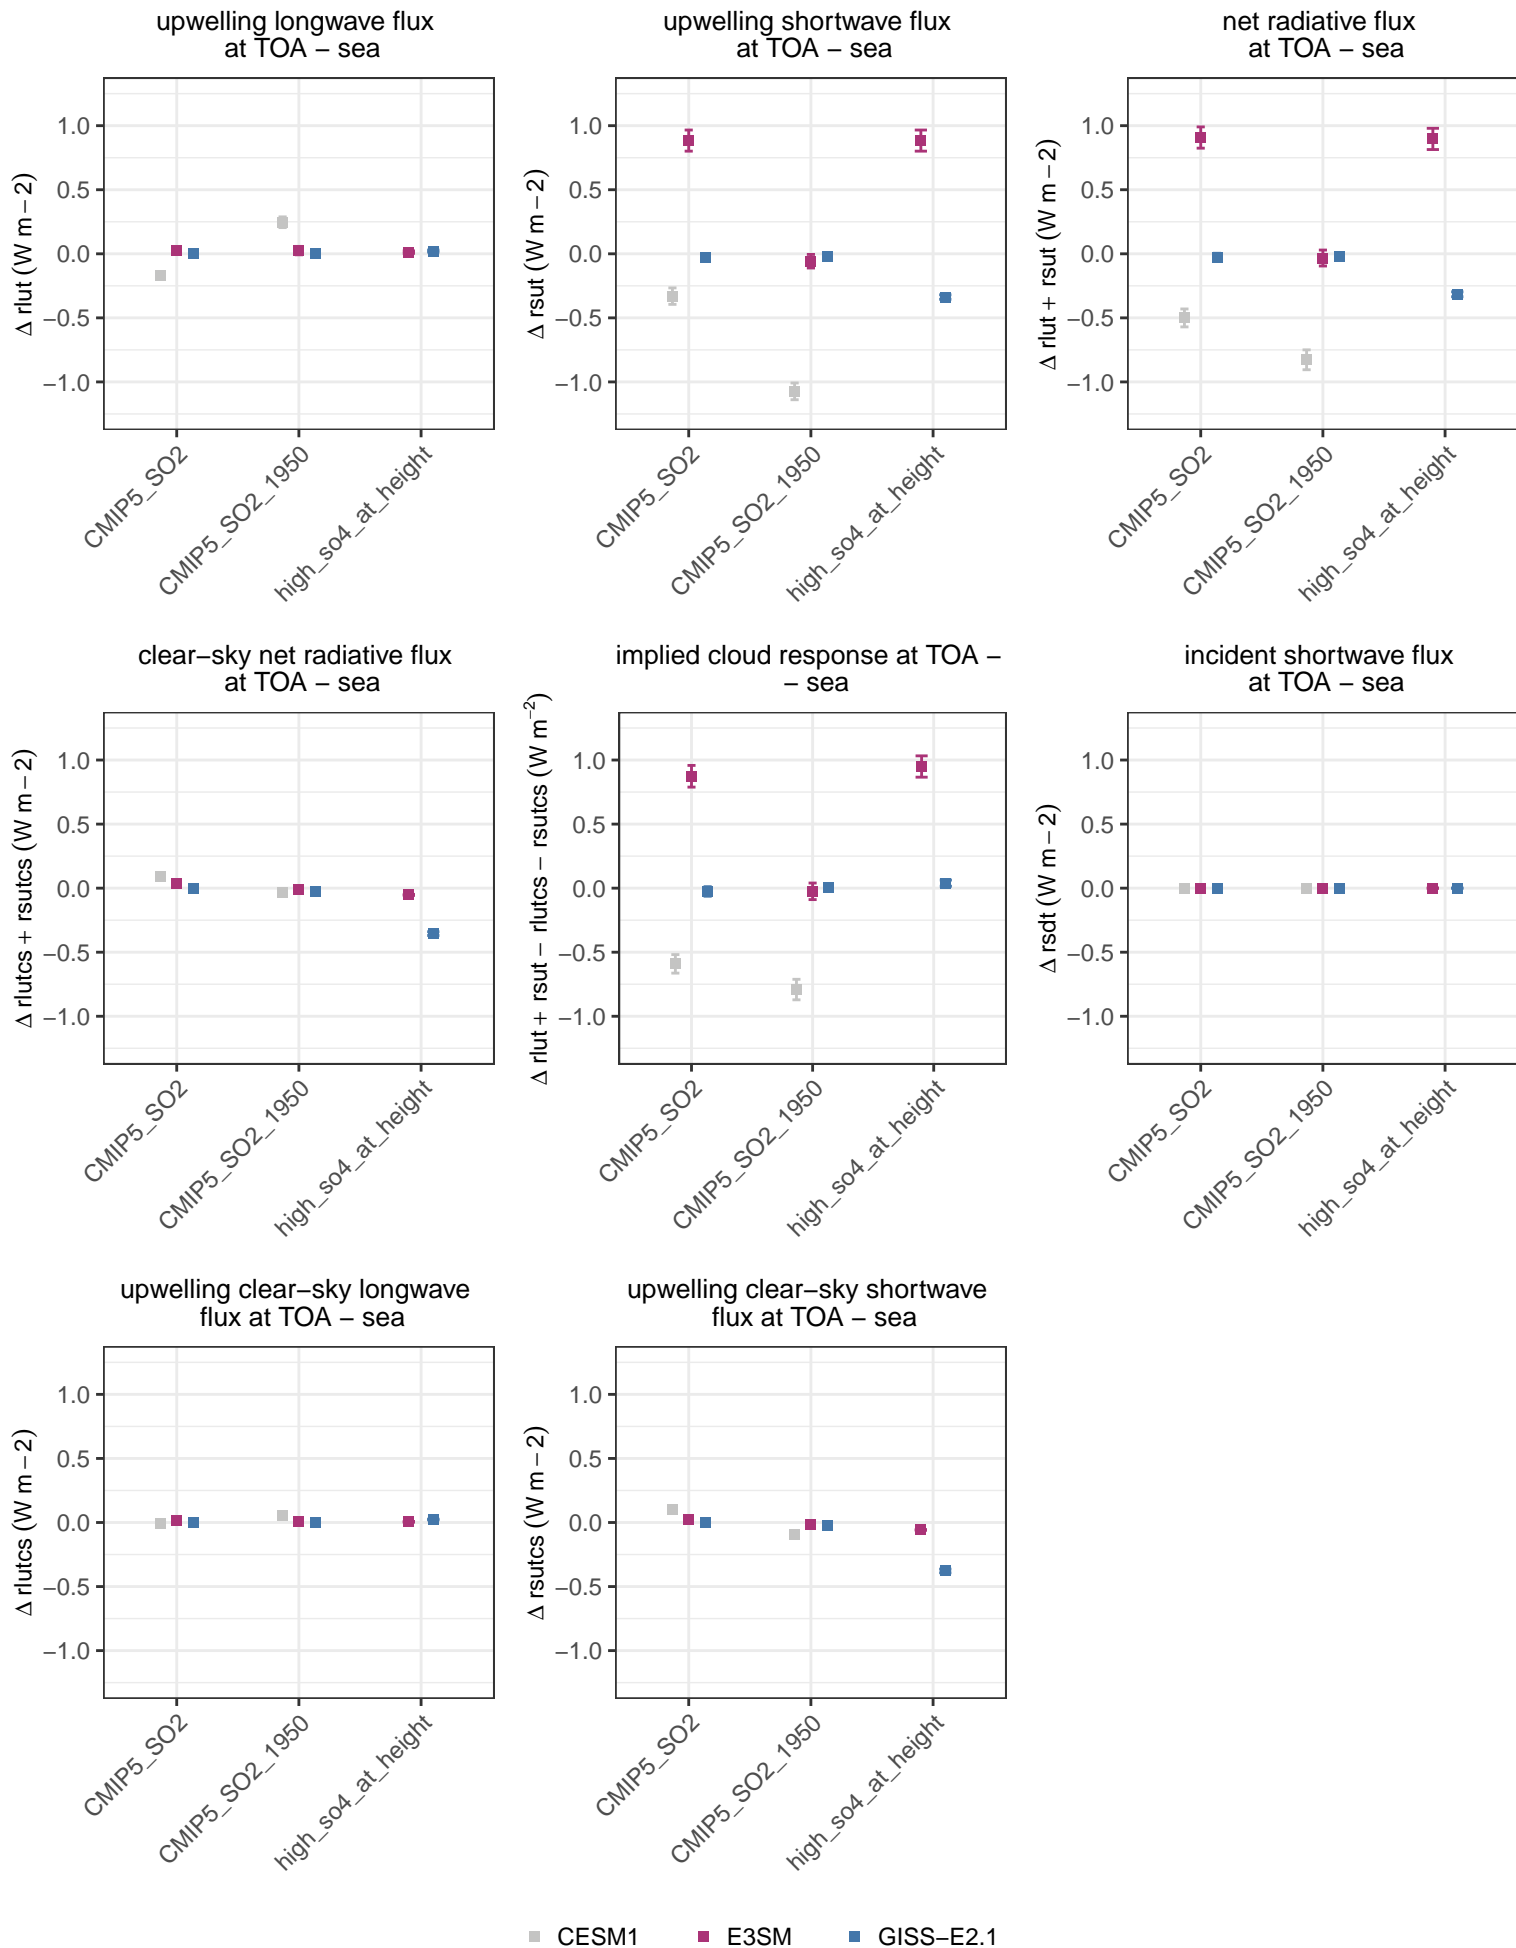 upwelling longwave flux
at TOA − sea
Δ rlut (W m − 2)
1.0
0.5
0.0
−0.5
−1.0
CMIP5_SO2
CMIP5_SO2_1950
high_so4_at_height
upwelling shortwave flux
at TOA − sea
Δ rsut (W m − 2)
1.0
0.5
0.0
−0.5
−1.0
CMIP5_SO2
CMIP5_SO2_1950
high_so4_at_height
net radiative flux
at TOA − sea
Δ rlut + rsut (W m − 2)
1.0
0.5
0.0
−0.5
−1.0
CMIP5_SO2
CMIP5_SO2_1950
high_so4_at_height
clear−sky net radiative flux
at TOA − sea
Δ rlutcs + rsutcs (W m − 2)
1.0
0.5
0.0
−0.5
−1.0
CMIP5_SO2
CMIP5_SO2_1950
high_so4_at_height
implied cloud response at TOA −
− sea
Δ rlut + rsut − rlutcs − rsutcs (W m⁻²)
1.0
0.5
0.0
−0.5
−1.0
CMIP5_SO2
CMIP5_SO2_1950
high_so4_at_height
incident shortwave flux
at TOA − sea
Δ rsdt (W m − 2)
1.0
0.5
0.0
−0.5
−1.0
CMIP5_SO2
CMIP5_SO2_1950
high_so4_at_height
upwelling clear−sky longwave
flux at TOA − sea
Δ rlutcs (W m − 2)
1.0
0.5
0.0
−0.5
−1.0
CMIP5_SO2
CMIP5_SO2_1950
high_so4_at_height
upwelling clear−sky shortwave
flux at TOA − sea
Δ rsutcs (W m − 2)
1.0
0.5
0.0
−0.5
−1.0
CMIP5_SO2
CMIP5_SO2_1950
high_so4_at_height
CESM1 E3SM GISS−E2.1